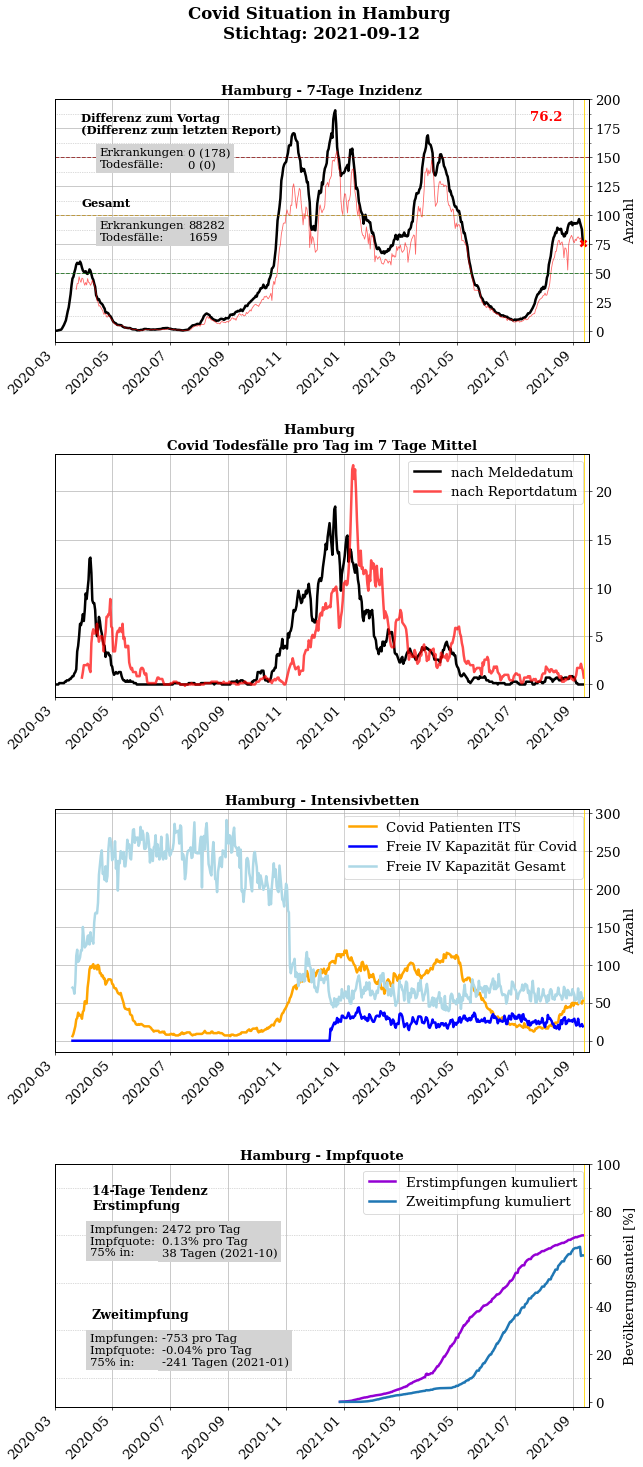 Covid Situation in Hamburg
Stichtag: 2021-09-12
Hamburg - 7-Tage Inzidenz
Differenz zum Vortag
(Differenz zum letzten Report)
Erkrankungen 0 (178)
Todesfälle: 0 (0)
Gesamt
Erkrankungen 88282
Todesfälle: 1659
76.2
200
175
150
125
100
75
50
25
0
Anzahl
2020-03 2020-05 2020-07 2020-09 2020-11 2021-01 2021-03 2021-05 2021-07 2021-09
Hamburg
Covid Todesfälle pro Tag im 7 Tage Mittel
nach Meldedatum
nach Reportdatum
20
15
10
5
0
2020-03 2020-05 2020-07 2020-09 2020-11 2021-01 2021-03 2021-05 2021-07 2021-09
Hamburg - Intensivbetten
Covid Patienten ITS
Freie IV Kapazität für Covid
Freie IV Kapazität Gesamt
300
250
200
150
100
50
0
Anzahl
2020-03 2020-05 2020-07 2020-09 2020-11 2021-01 2021-03 2021-05 2021-07 2021-09
Hamburg - Impfquote
14-Tage Tendenz
Erstimpfung
Impfungen: 2472 pro Tag
Impfquote: 0.13% pro Tag
75% in: 38 Tagen (2021-10)
Zweitimpfung
Impfungen: -753 pro Tag
Impfquote: -0.04% pro Tag
75% in: -241 Tagen (2021-01)
Erstimpfungen kumuliert
Zweitimpfung kumuliert
100
80
60
40
20
0
Bevölkerungsanteil [%]
2020-03 2020-05 2020-07 2020-09 2020-11 2021-01 2021-03 2021-05 2021-07 2021-09